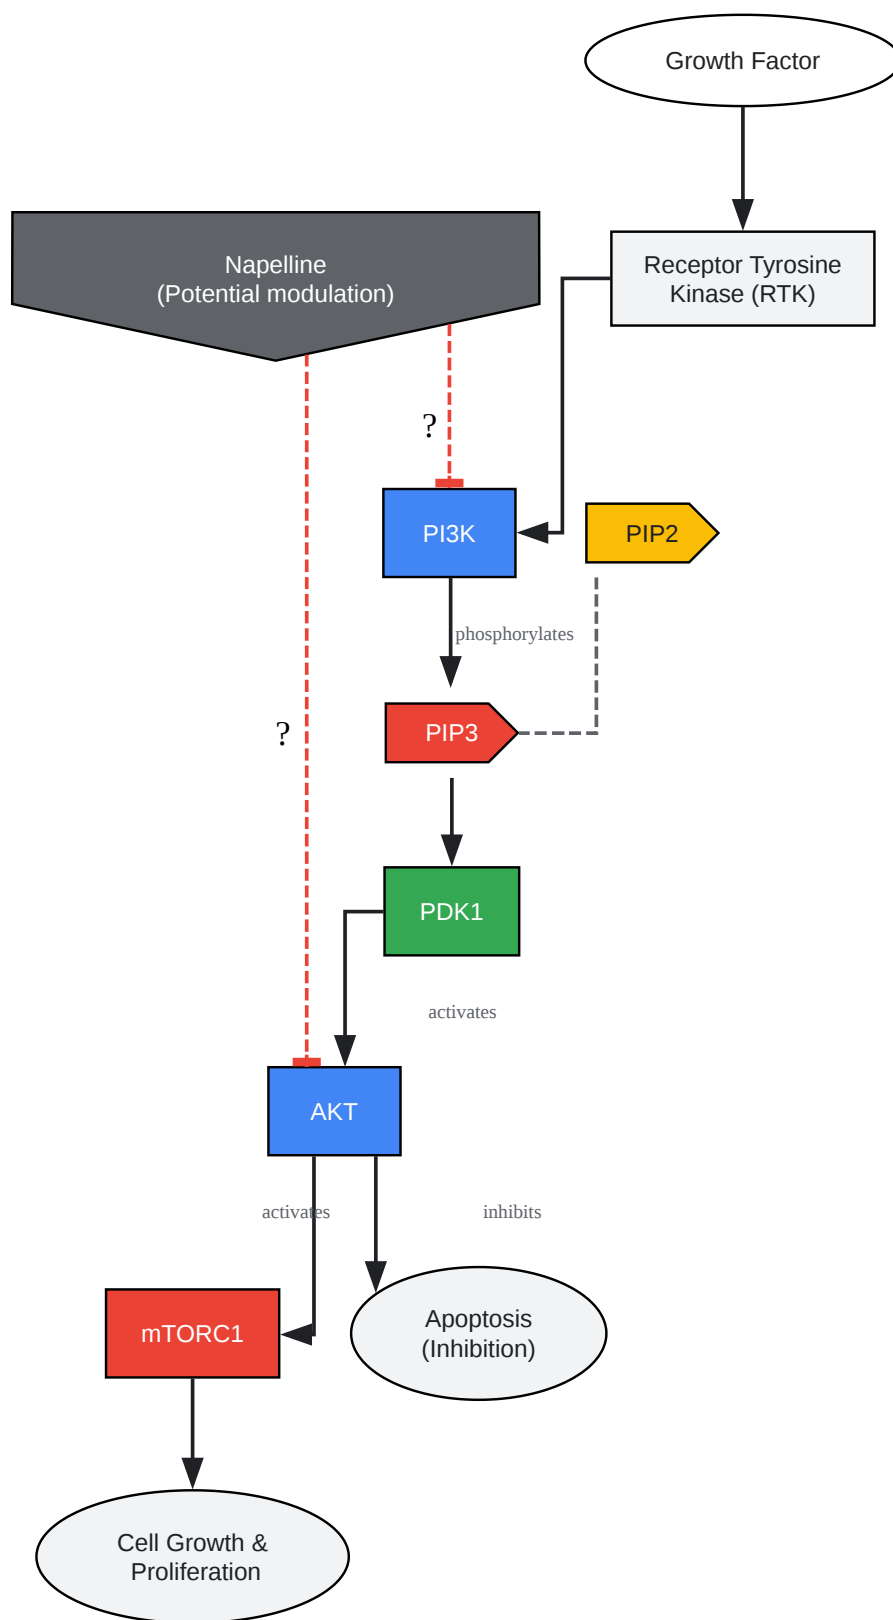 Growth Factor
Napelline
(Potential modulation)
Receptor Tyrosine
Kinase (RTK)
?
PI3K
PIP2
phosphorylates
?
PIP3
PDK1
activates
AKT
activates
inhibits
Apoptosis
(Inhibition)
mTORC1
Cell Growth &
Proliferation